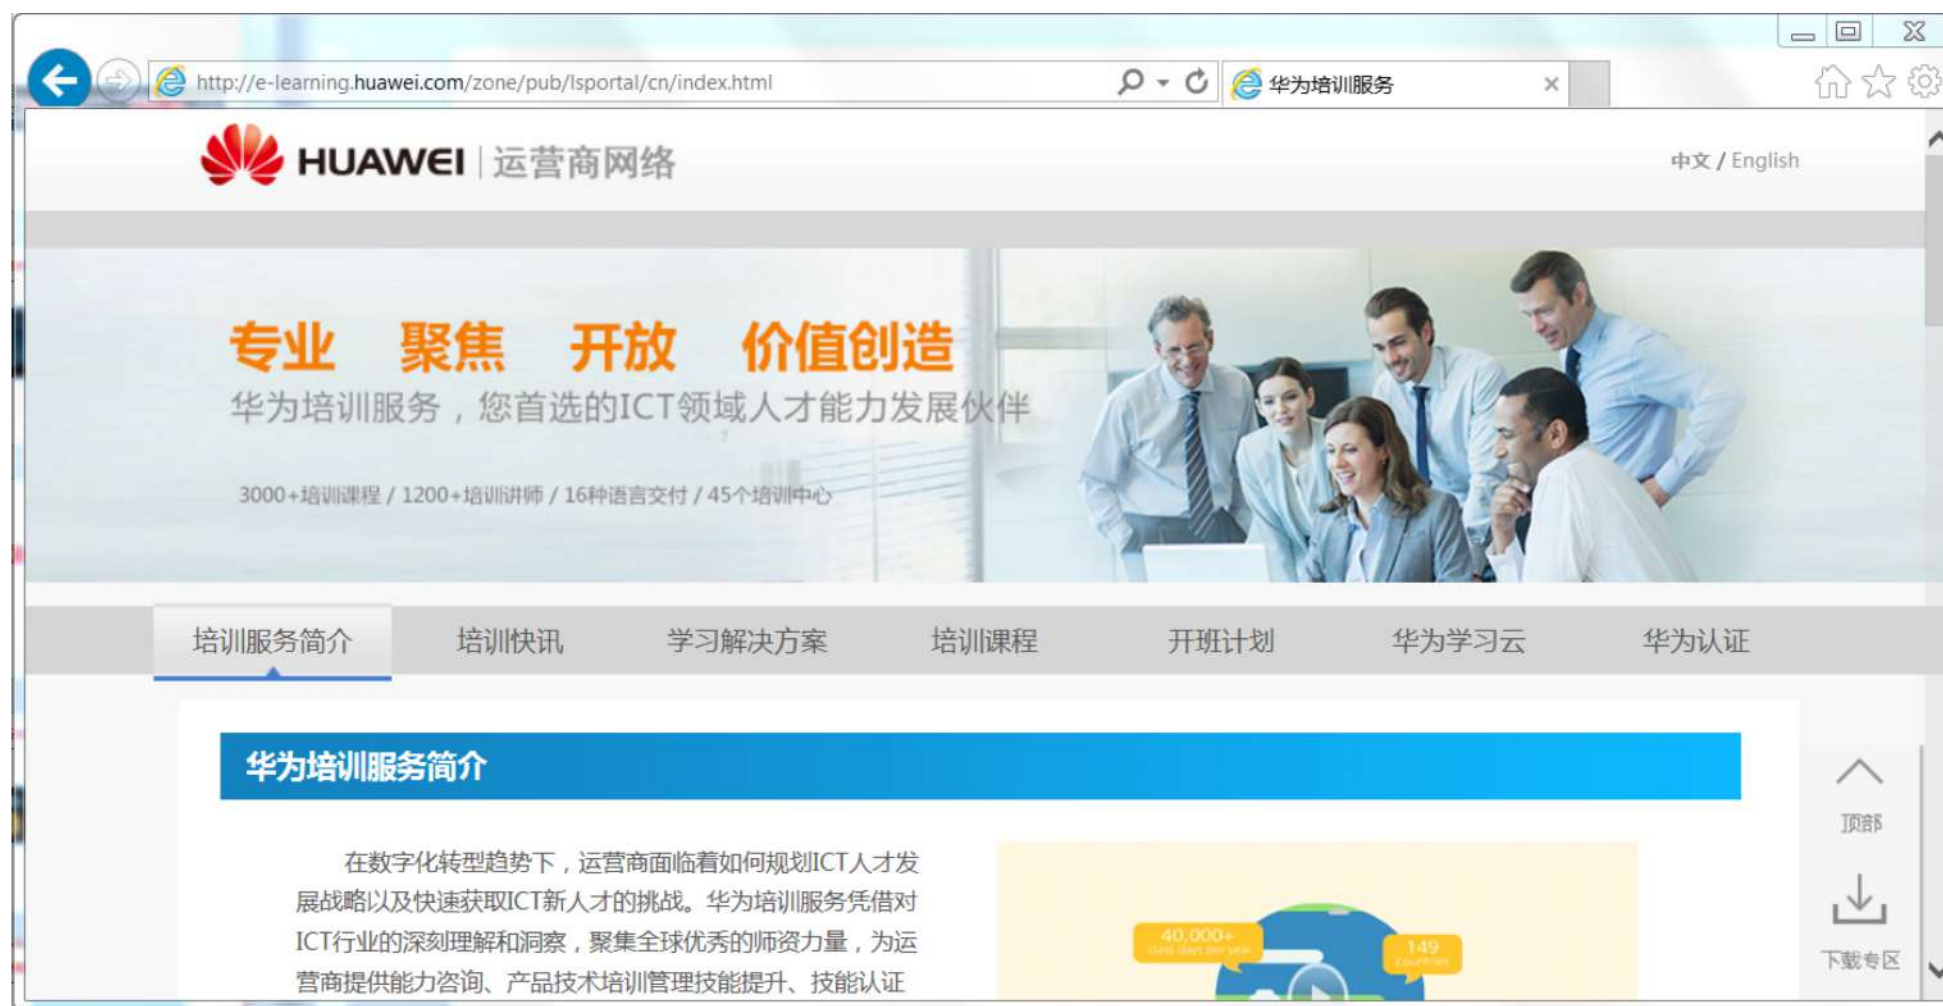 http://e-learning.huawei.com/zone/pub/lsportal/cn/index.html
华为培训服务
HUAWEI 运营商网络
中文 / English
专业 聚焦 开放 价值创造
华为培训服务，您首选的ICT领域人才能力发展伙伴
3000+培训课程 / 1200+培训讲师 / 16种语言交付 / 45个培训中心
培训服务简介 培训快讯 学习解决方案 培训课程 开班计划 华为学习云 华为认证
华为培训服务简介
在数字化转型趋势下，运营商面临着如何规划ICT人才发
展战略以及快速获取ICT新人才的挑战。华为培训服务凭借对
ICT行业的深刻理解和洞察，聚集全球优秀的师资力量，为运
营商提供能力咨询、产品技术培训管理技能提升、技能认证
40,000+
class days per year
149
countries
顶部
下载专区